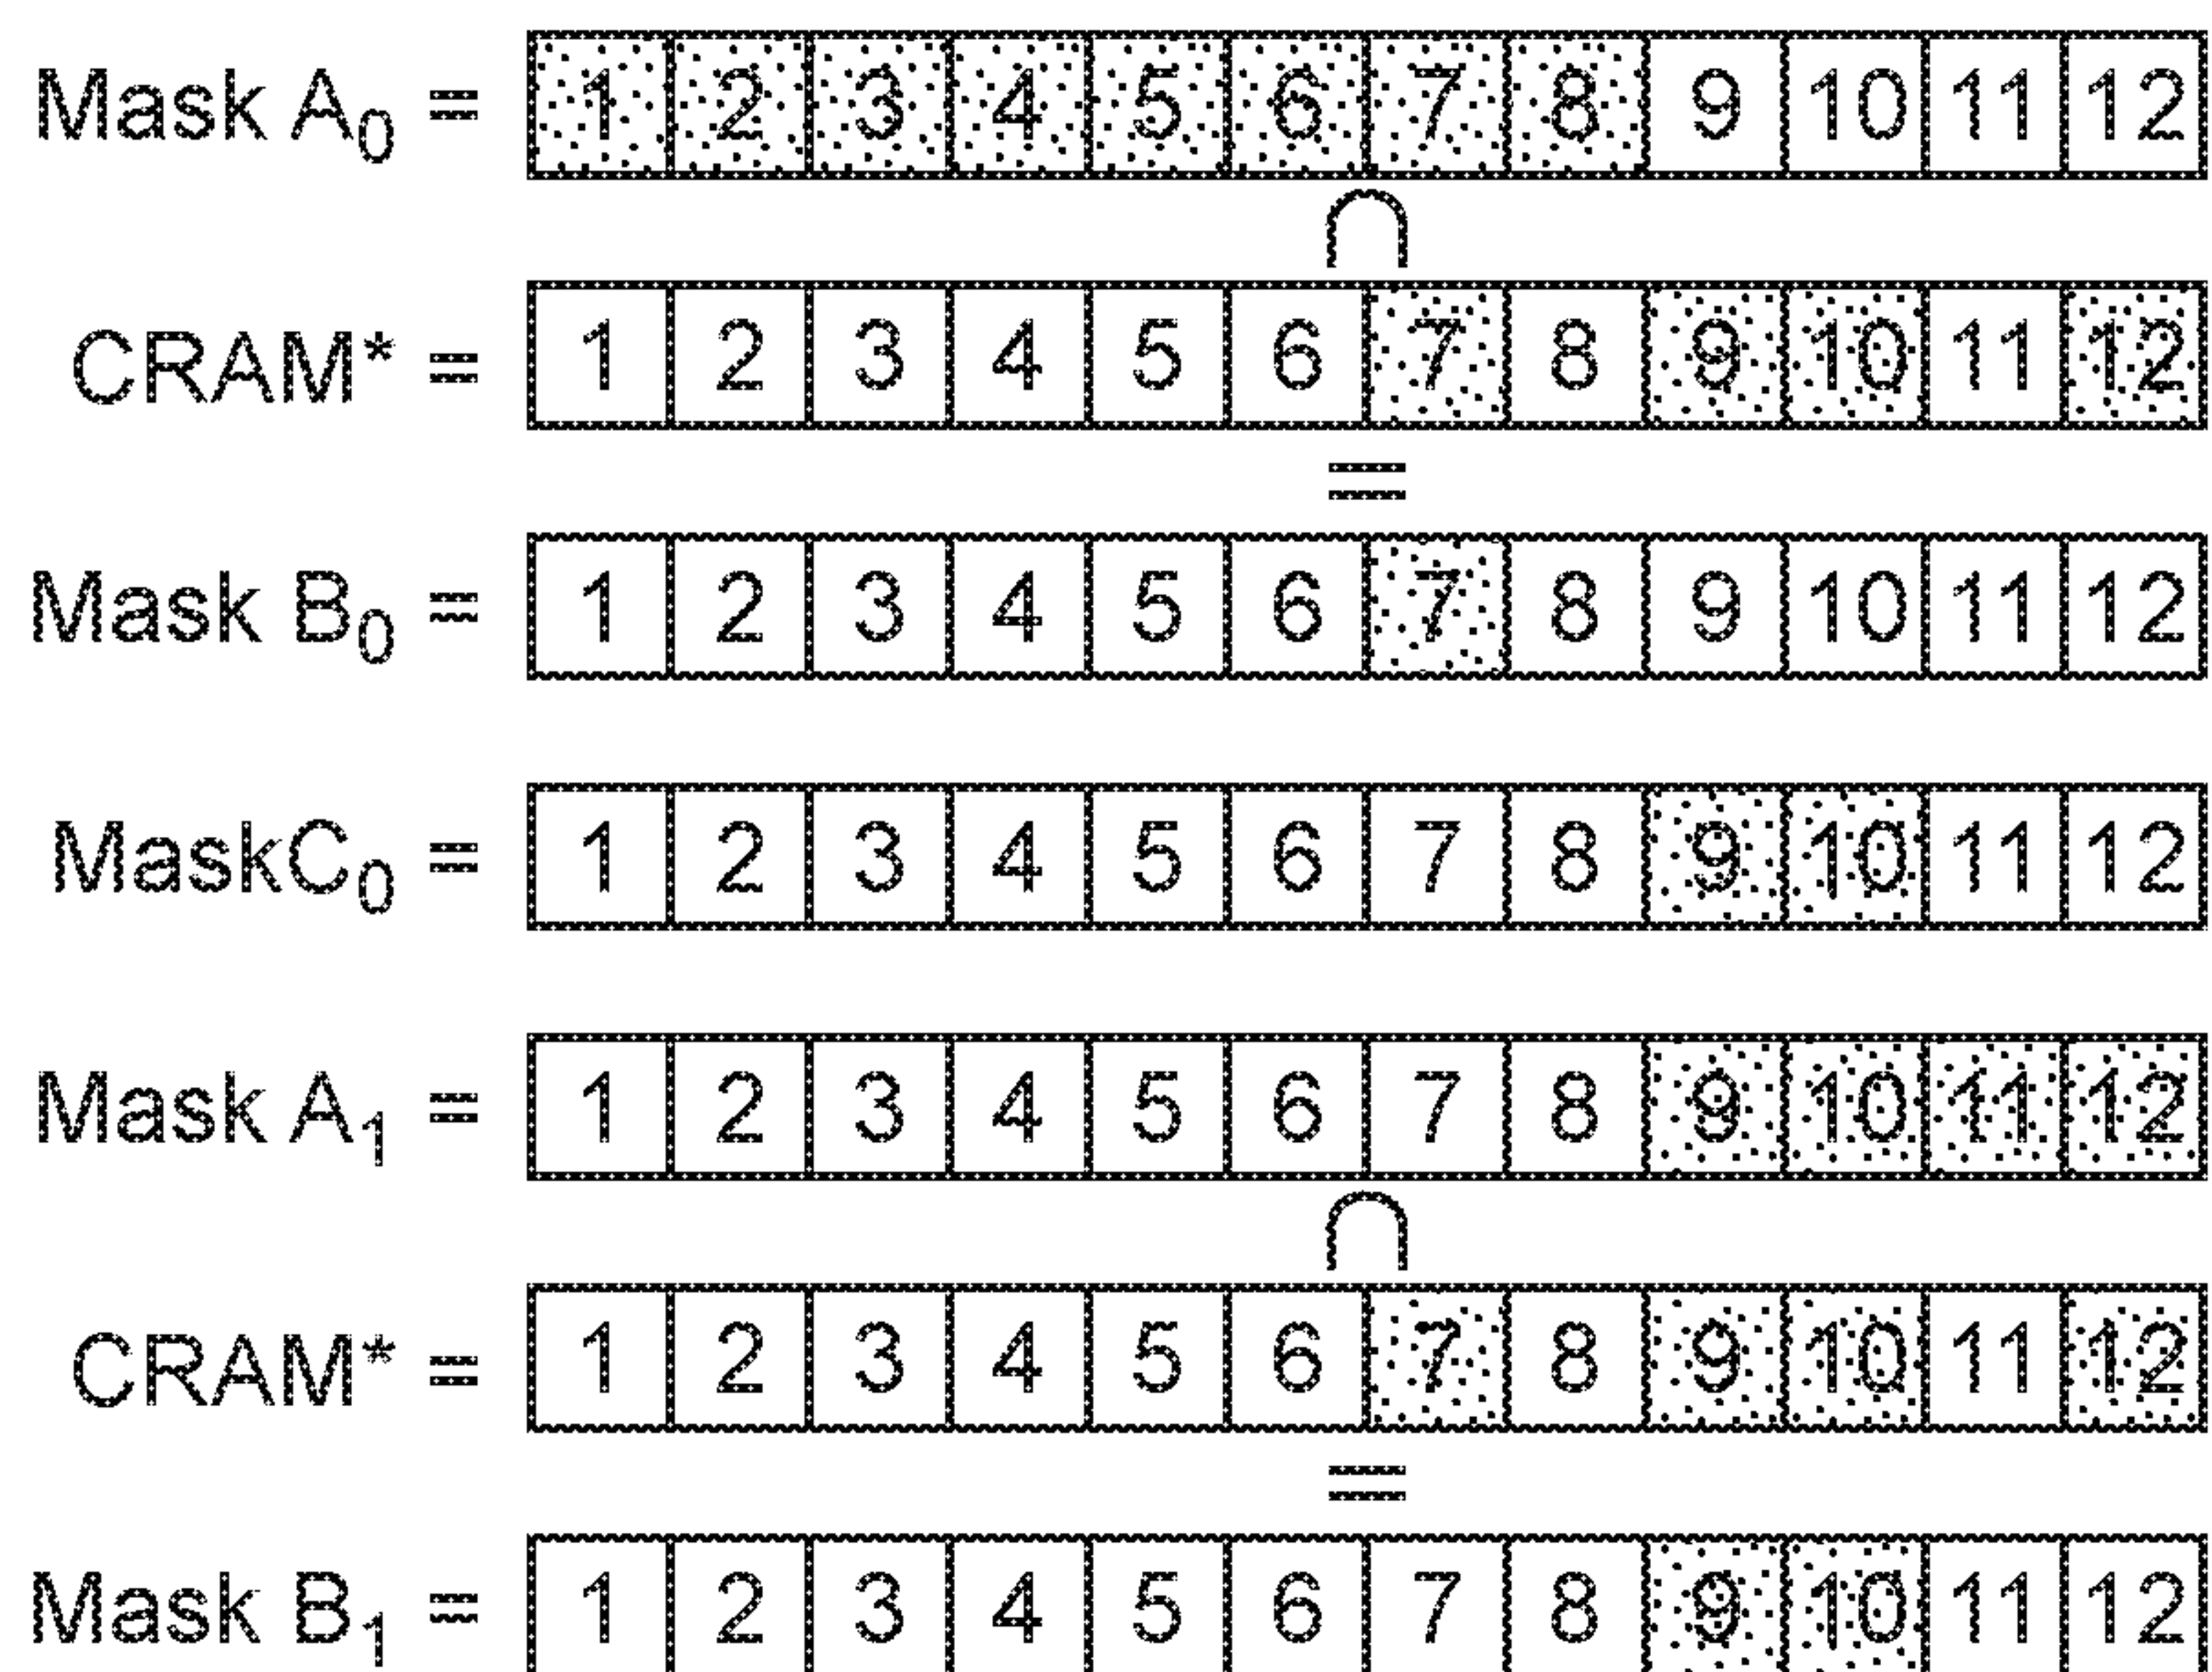 Mask A₀ = 1 2 3 4 5 6 7 8 9 10 11 12
∩
CRAM* = 1 2 3 4 5 6 7 8 9 10 11 12
=
Mask B₀ = 1 2 3 4 5 6 7 8 9 10 11 12
MaskC₀ = 1 2 3 4 5 6 7 8 9 10 11 12
Mask A₁ = 1 2 3 4 5 6 7 8 9 10 11 12
∩
CRAM* = 1 2 3 4 5 6 7 8 9 10 11 12
=
Mask B₁ = 1 2 3 4 5 6 7 8 9 10 11 12